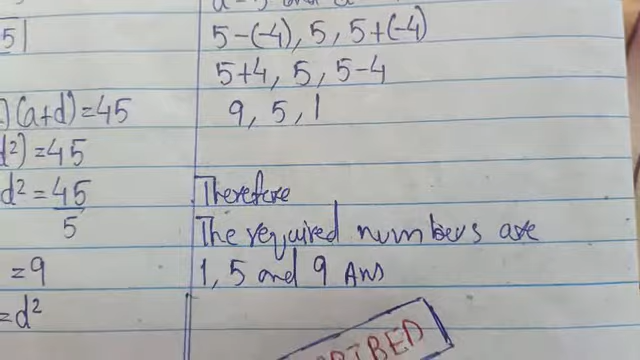 5|
) (a+d) = 45
d²) = 45
d² = 45
5
= 9
= d²
5-(-4), 5, 5+(-4)
5+4, 5, 5-4
9, 5, 1
Therefore
The required numbers are
1, 5 and 9 Ans
RIBED